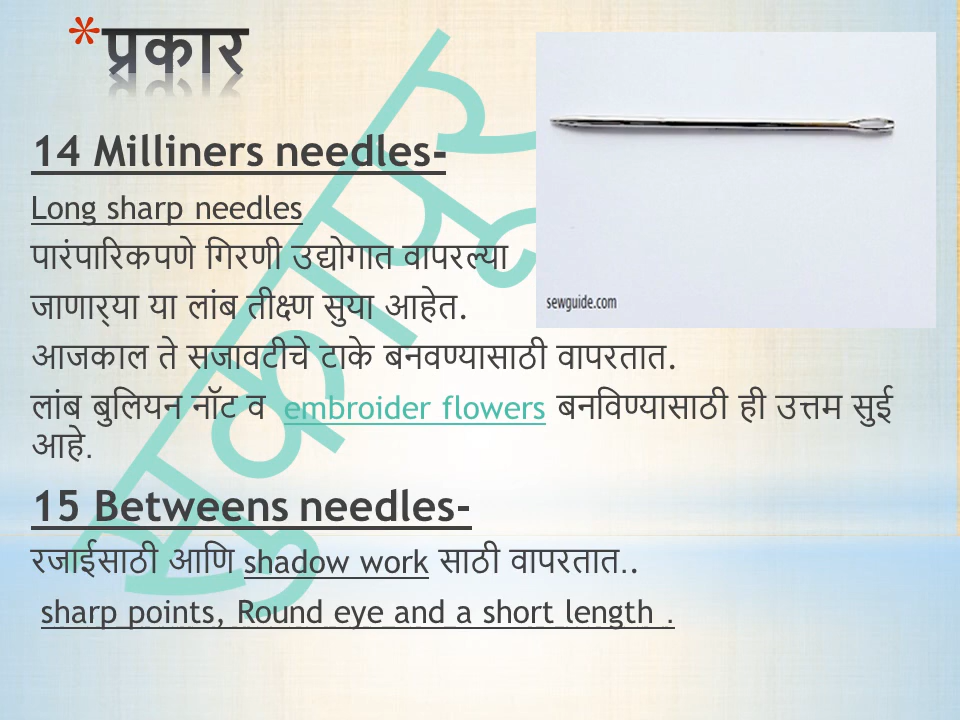 *प्रकार
14 Milliners needles-
Long sharp needles
पारंपारिकपणे गिरणी उद्योगात वापरल्या
जाणाऱ्या या लांब तीक्ष्ण सुया आहेत.
आजकाल ते सजावटीचे टाके बनवण्यासाठी वापरतात.
लांब बुलियन नॉट व embroider flowers बनविण्यासाठी ही उत्तम सुई
आहे.
15 Betweens needles-
रजाईसाठी आणि shadow work साठी वापरतात..
sharp points, Round eye and a short length .
sewguide.com
सुकापूर